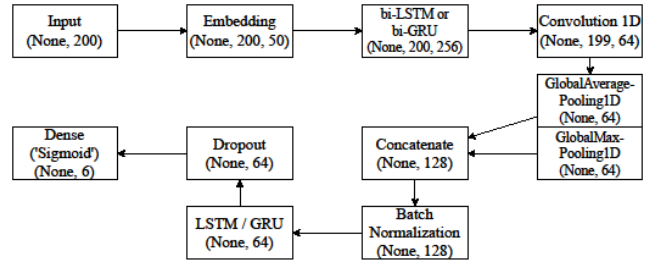 Input
(None, 200)
Embedding
(None, 200, 50)
bi-LSTM or
bi-GRU
(None, 200, 256)
Convolution 1D
(None, 199, 64)
GlobalAverage-
Pooling1D
(None, 64)
GlobalMax-
Pooling1D
(None, 64)
Concatenate
(None, 128)
Batch
Normalization
(None, 128)
LSTM / GRU
(None, 64)
Dropout
(None, 64)
Dense
('Sigmoid')
(None, 6)